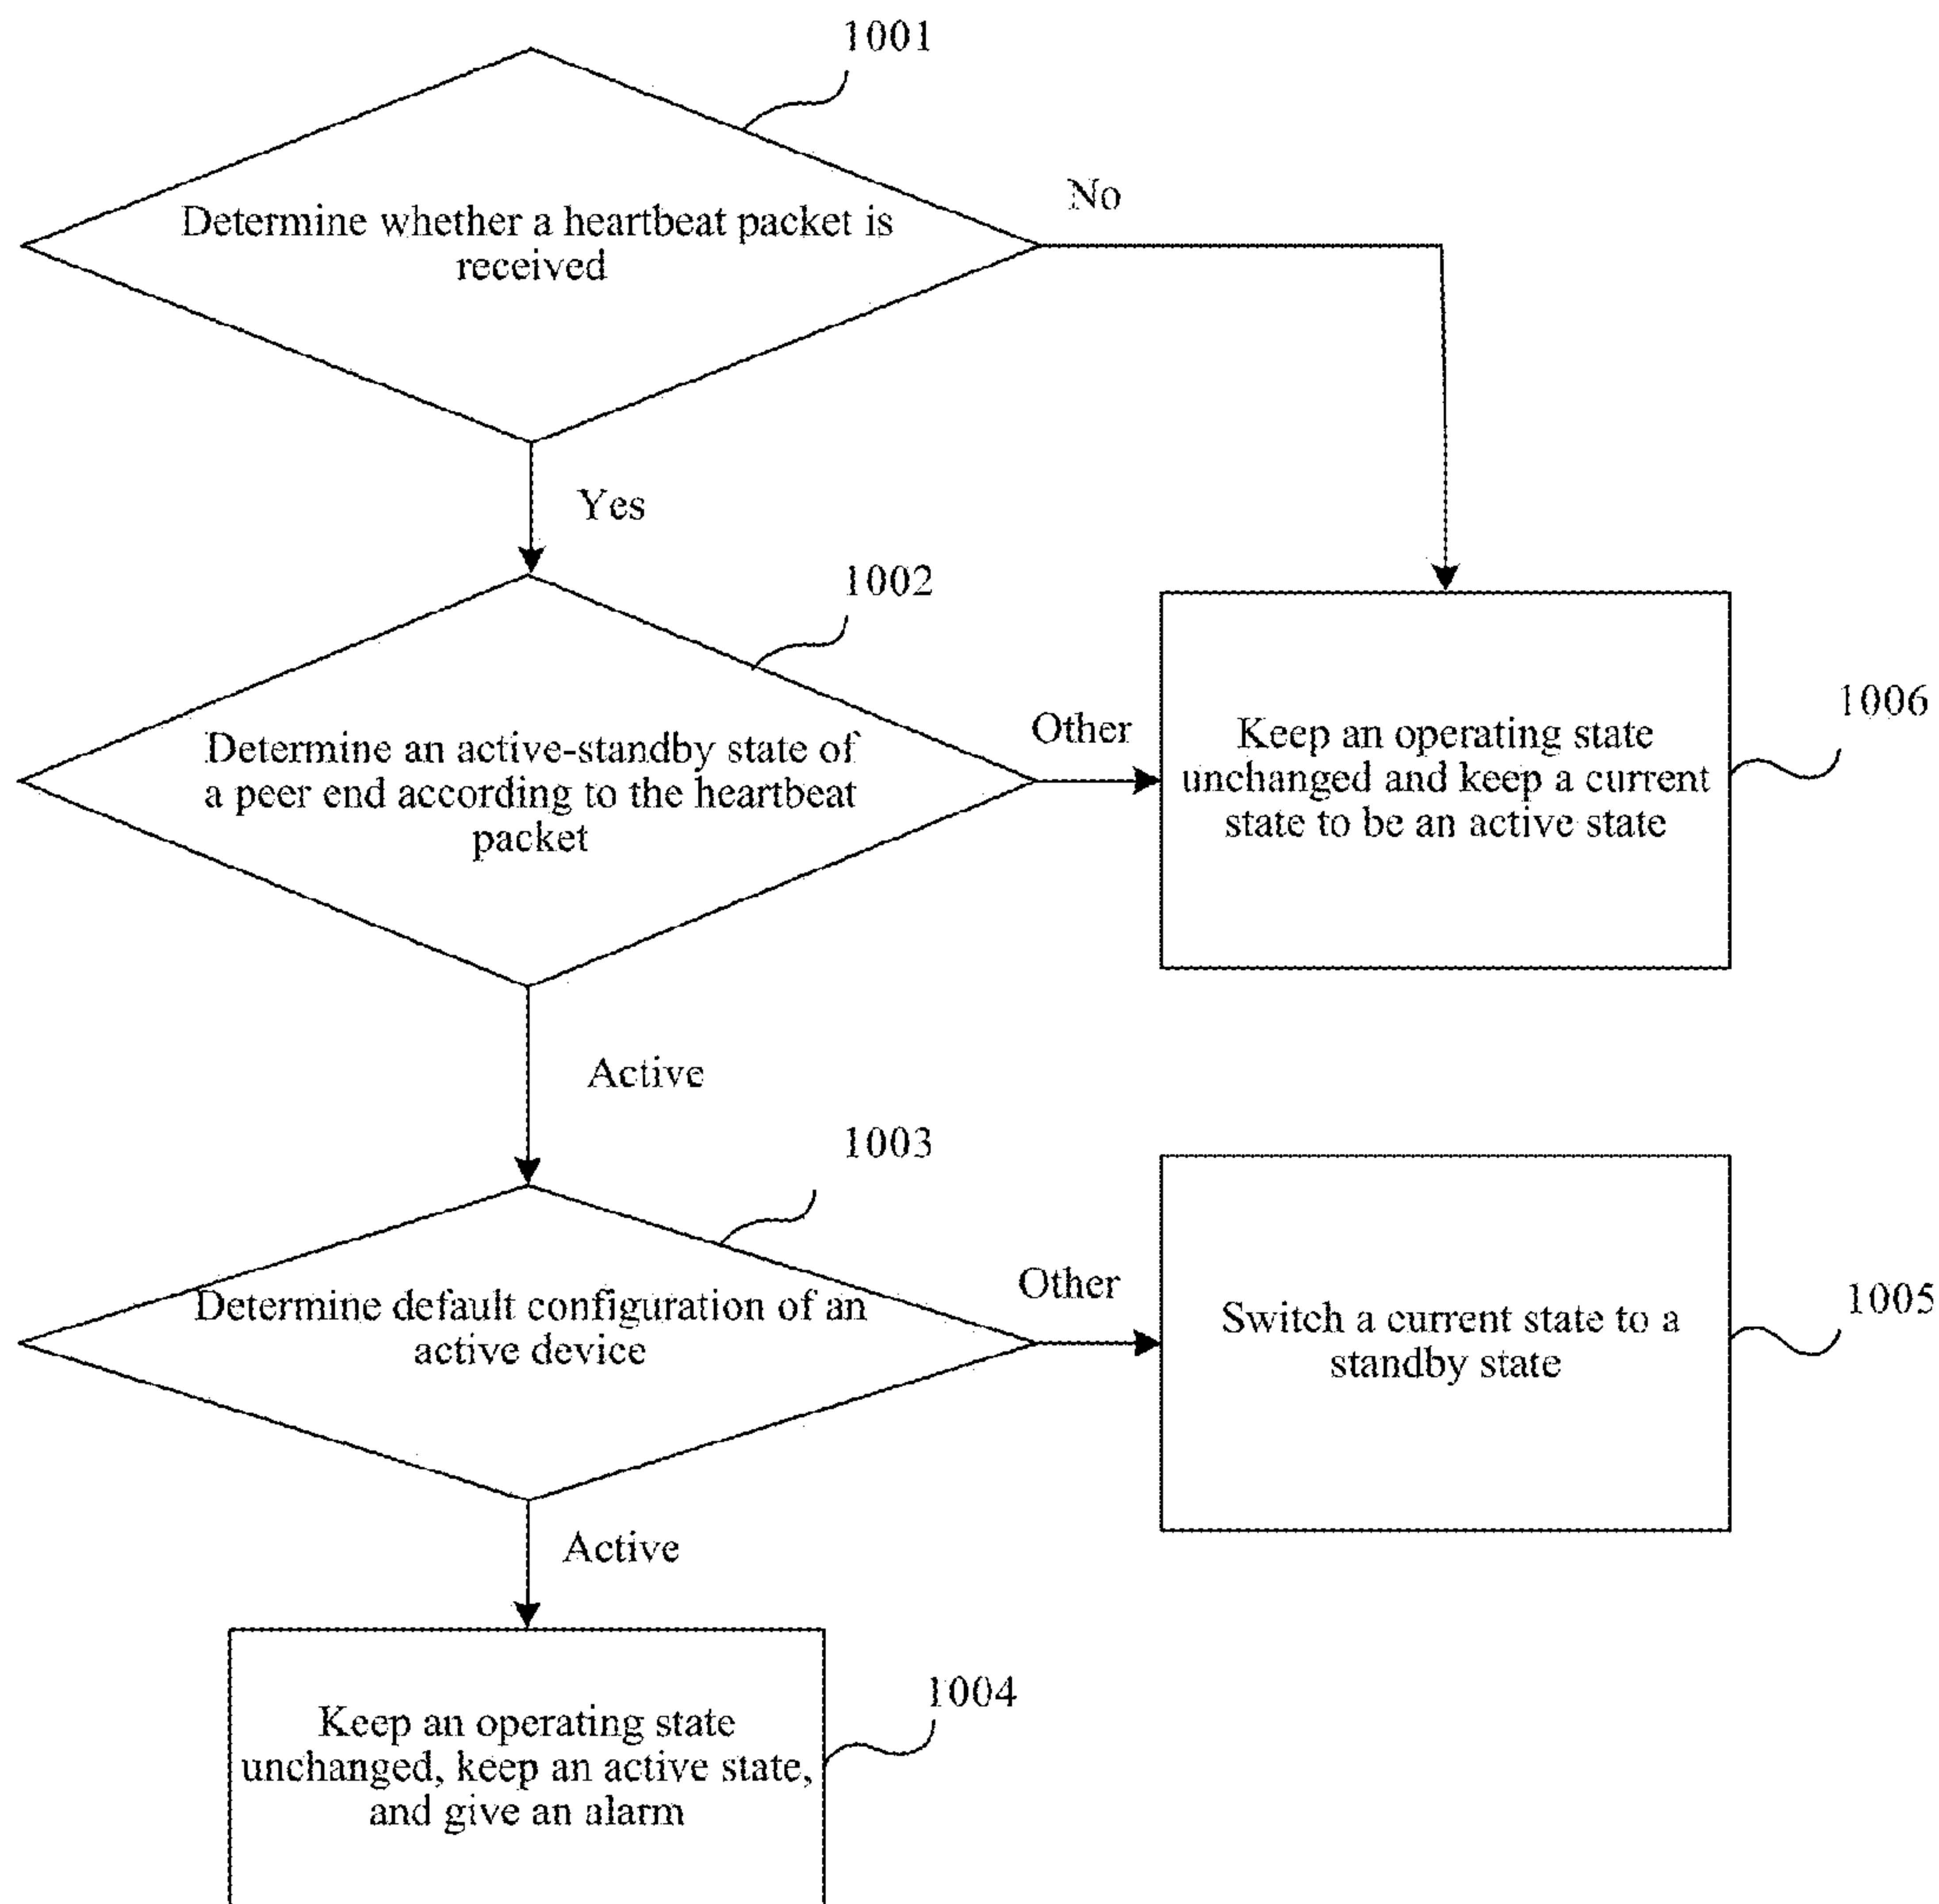 1001
No
Determine whether a heartbeat packet is
received
Yes
1002
Other
Determine an active-standby state of
a peer end according to the heartbeat
packet
1006
Keep an operating state
unchanged and keep a current
state to be an active state
Active
1003
Other
Determine default configuration of an
active device
1005
Switch a current state to a
standby state
Active
1004
Keep an operating state
unchanged, keep an active state,
and give an alarm